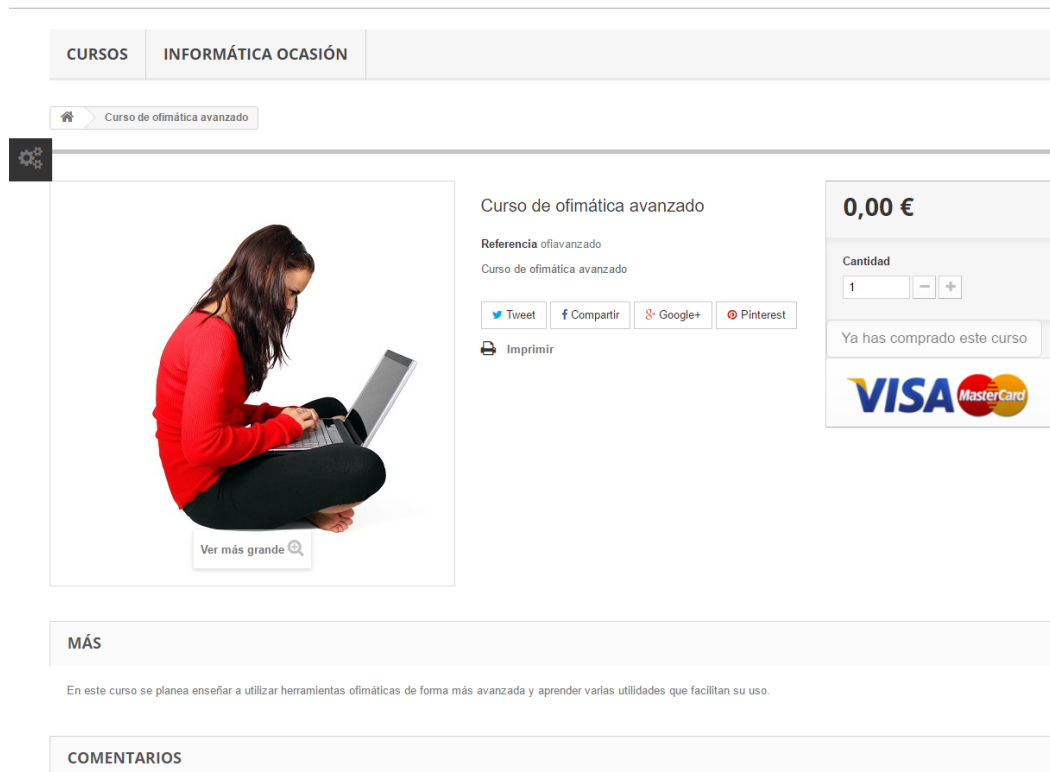 CURSOS INFORMÁTICA OCASIÓN
Curso de ofimática avanzado
Curso de ofimática avanzado
Referencia ofiavanzado
Curso de ofimática avanzado
Tweet Compartir Google+ Pinterest
Imprimir
0,00 €
Cantidad
1
Ya has comprado este curso
VISA MasterCard
Ver más grande
MÁS
En este curso se planea enseñar a utilizar herramientas ofimáticas de forma más avanzada y aprender varias utilidades que facilitan su uso.
COMENTARIOS